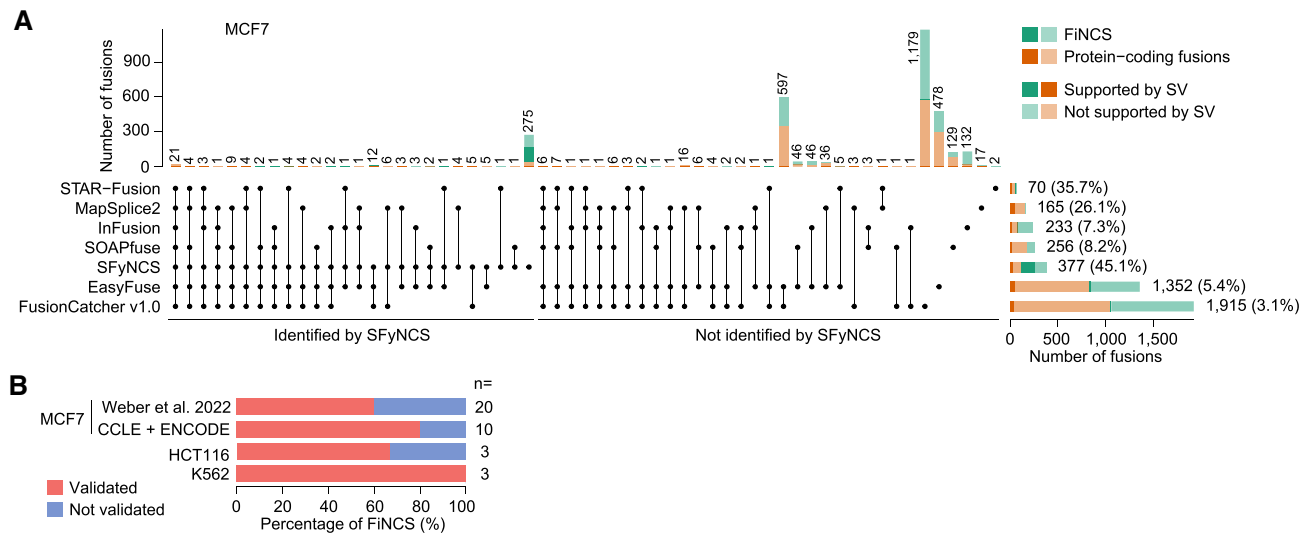 A
MCF7
Number of fusions
900
600
300
0
21 4 3 1 9 4 2 1 4 4 2 2 1 1 12 6 3 3 2 1 4 5 5 1 1 275
6 7 1 1 1 6 3 2 1 1 16 6 4 2 2 1 1 597 46 46 36 5 3 3 1 1 1 1,179 478 129 132 17 2
FiNCS
Protein−coding fusions
Supported by SV
Not supported by SV
STAR−Fusion
MapSplice2
InFusion
SOAPfuse
SFyNCS
EasyFuse
FusionCatcher v1.0
70 (35.7%)
165 (26.1%)
233 (7.3%)
256 (8.2%)
377 (45.1%)
1,352 (5.4%)
1,915 (3.1%)
Identified by SFyNCS
Not identified by SFyNCS
0 500 1,000 1,500
Number of fusions
B
n=
MCF7
Weber et al. 2022 20
CCLE + ENCODE 10
HCT116 3
K562 3
Validated
Not validated
0 20 40 60 80 100
Percentage of FiNCS (%)